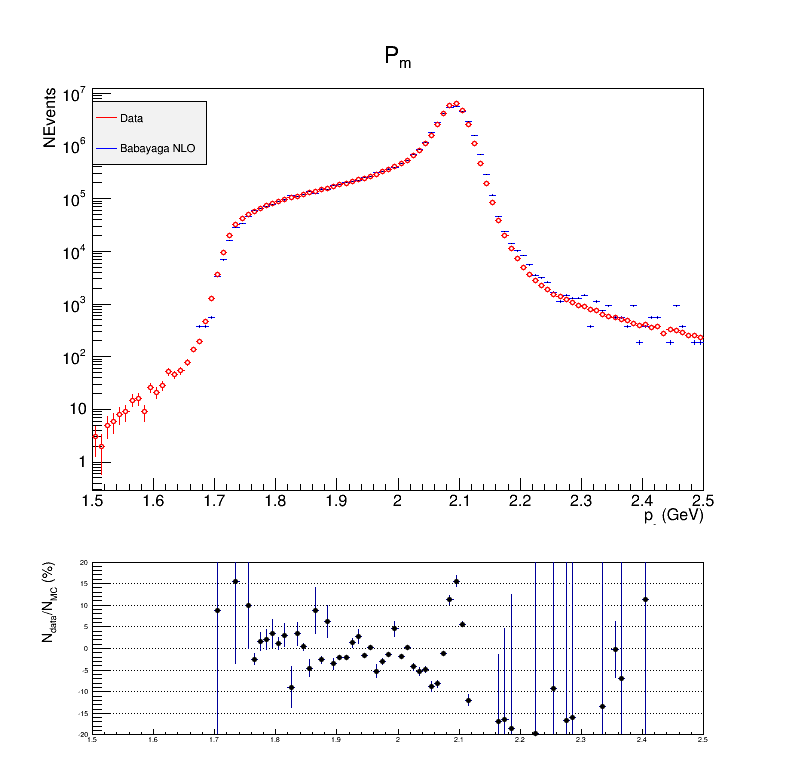 P_m
NEvents
10^7
10^6
10^5
10^4
10^3
10^2
10
1
Data
Babayaga NLO
1.5 1.6 1.7 1.8 1.9 2 2.1 2.2 2.3 2.4 2.5
p_- (GeV)
N_data/N_MC (%)
20
15
10
5
0
-5
-10
-15
-20
1.5 1.6 1.7 1.8 1.9 2 2.1 2.2 2.3 2.4 2.5